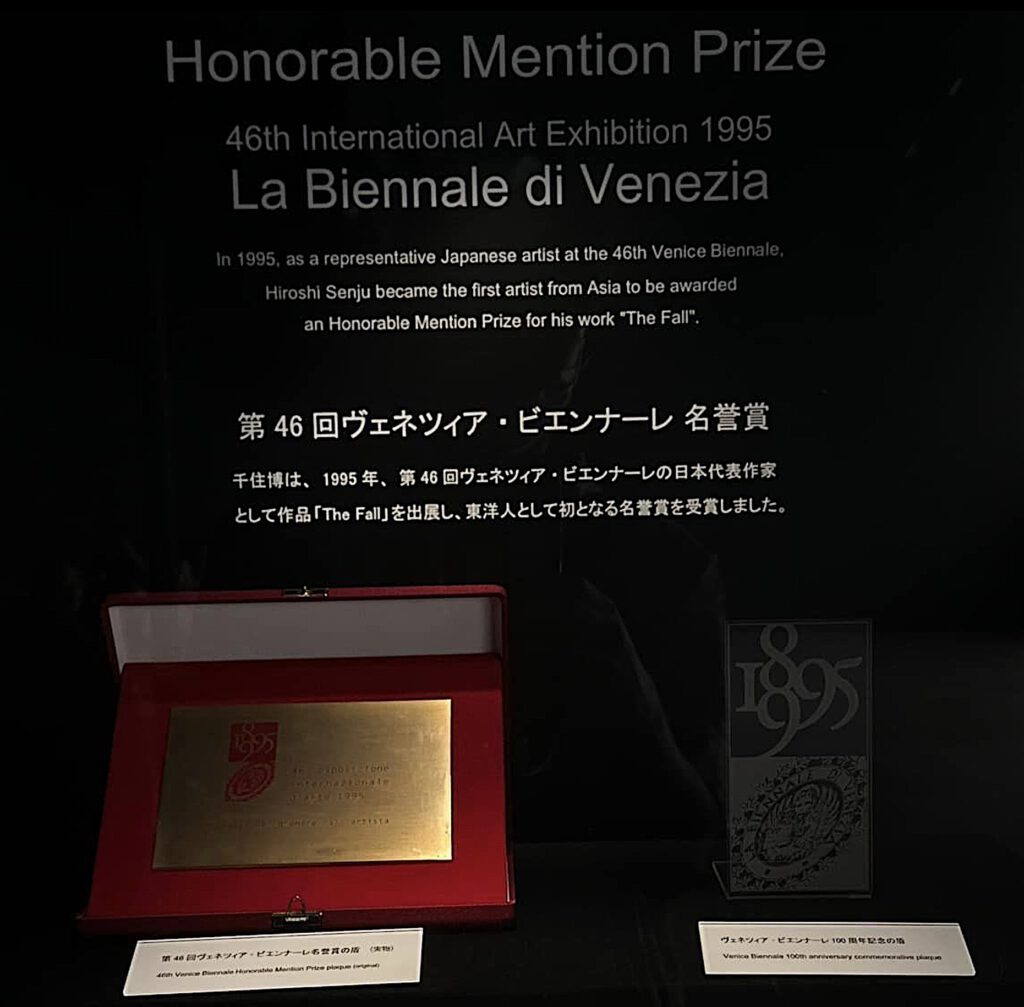 Honorable Mention Prize
46th International Art Exhibition 1995
La Biennale di Venezia
In 1995, as a representative Japanese artist at the 46th Venice Biennale,
Hiroshi Senju became the first artist from Asia to be awarded
an Honorable Mention Prize for his work "The Fall".
第 46 回ヴェネツィア・ビエンナーレ 名誉賞
千住博は、1995 年、第 46 回ヴェネツィア・ビエンナーレの日本代表作家
として作品「The Fall」を出展し、東洋人として初となる名誉賞を受賞しました。
1895
95
esposizione
internazionale
d'arte 1995
artista
第 46 回ヴェネツィア・ビエンナーレ名誉賞の盾 (実物)
46th Venice Biennale Honorable Mention Prize plaque (original)
1895
95
BIENNALE DI
ヴェネツィア・ビエンナーレ 100 周年記念の盾
Venice Biennale 100th anniversary commemorative plaque